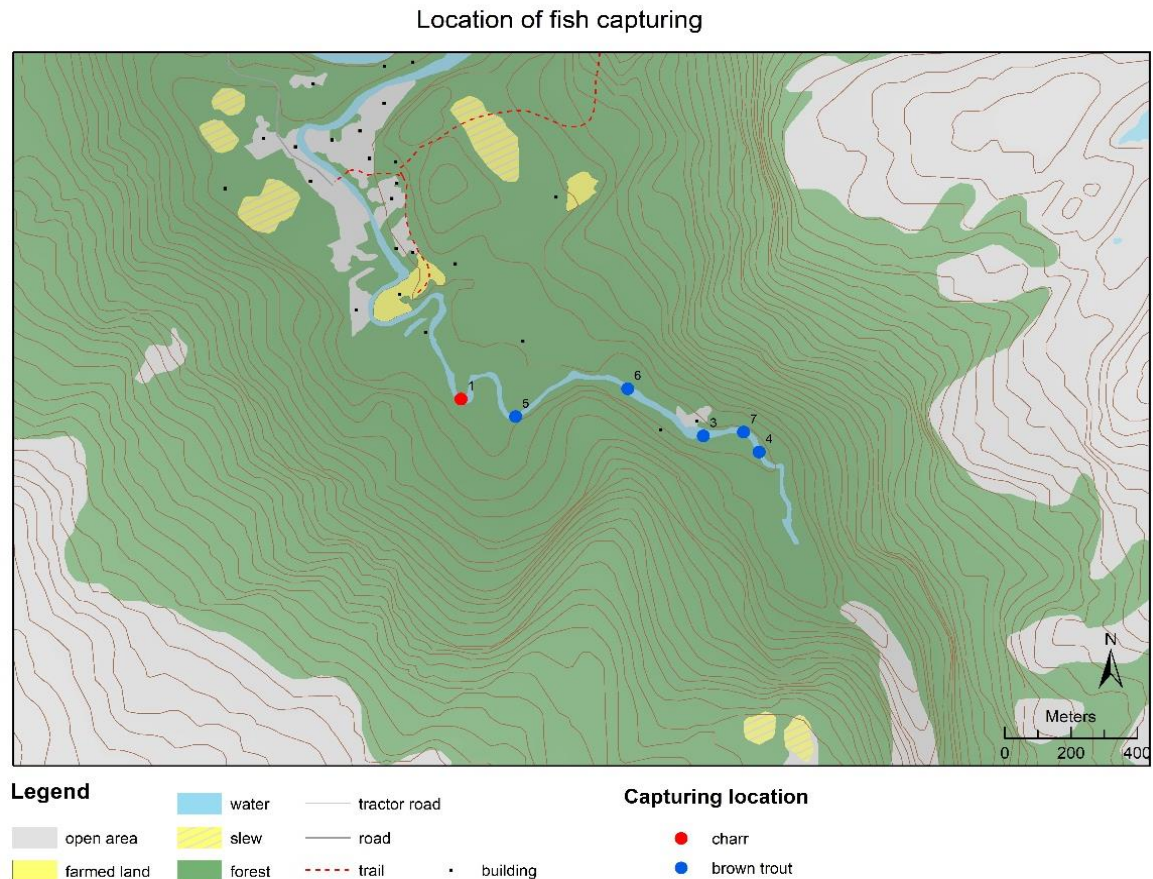 Location of fish capturing
1
5
6
3
7
4
N
Meters
0 200 400
Legend
open area
farmed land
water
slew
forest
tractor road
road
trail
building
Capturing location
charr
brown trout